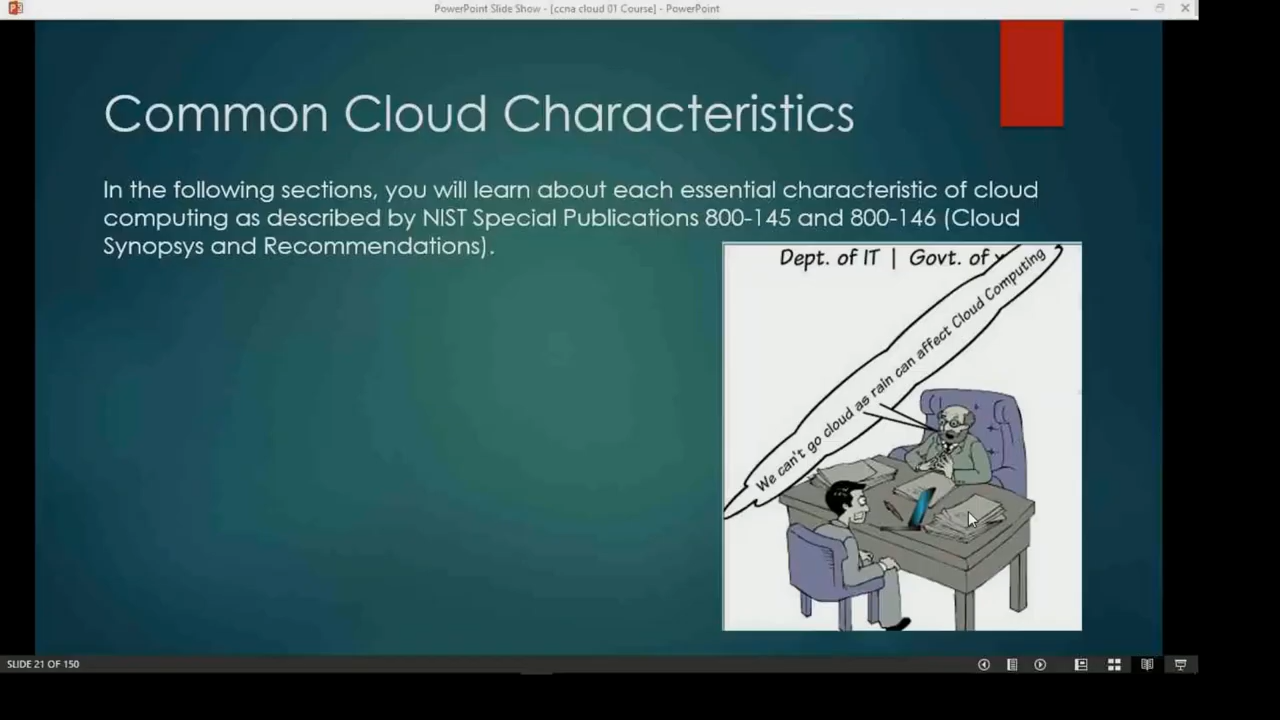 PowerPoint Slide Show - [ccna cloud 01 Course] - PowerPoint
Common Cloud Characteristics
In the following sections, you will learn about each essential characteristic of cloud
computing as described by NIST Special Publications 800-145 and 800-146 (Cloud
Synopsys and Recommendations).
Dept. of IT | Govt. of
We can't go cloud as rain can affect Cloud Computing
SLIDE 21 OF 150